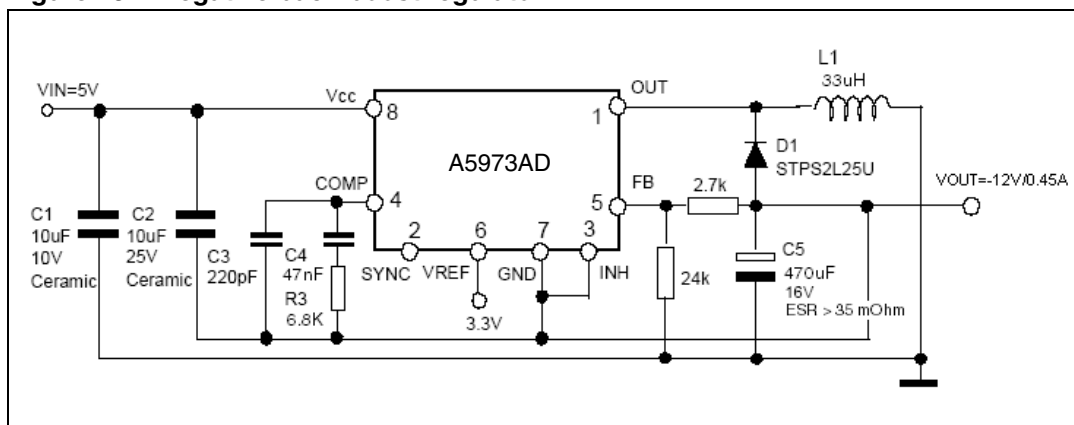 VIN=5V
Vcc
8
A5973AD
1
OUT
L1
33uH
D1
STPS2L25U
VOUT=-12V/0.45A
COMP
4
FB
5
2.7k
2
6
7
3
SYNC
VREF
GND
INH
3.3V
24k
C1
10uF
10V
Ceramic
C2
10uF
25V
Ceramic
C3
220pF
C4
47nF
R3
6.8K
C5
470uF
16V
ESR > 35 mOhm